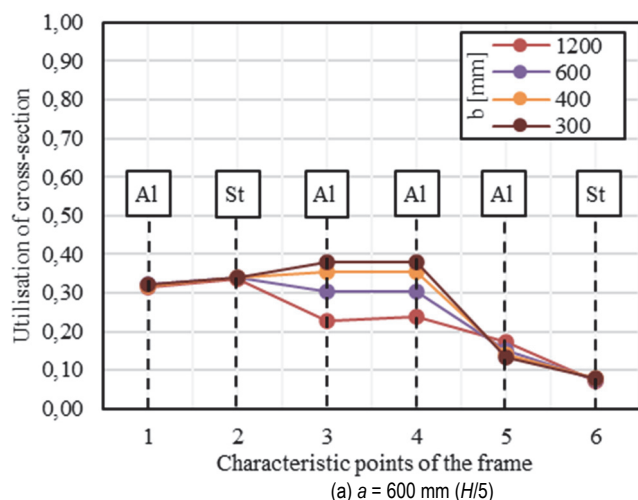 1,00
0,90
0,80
0,70
0,60
0,50
0,40
0,30
0,20
0,10
0,00
Utilisation of cross-section
b [mm]
1200
600
400
300
Al St Al Al Al St
1 2 3 4 5 6
Characteristic points of the frame
(a) a = 600 mm (H/5)